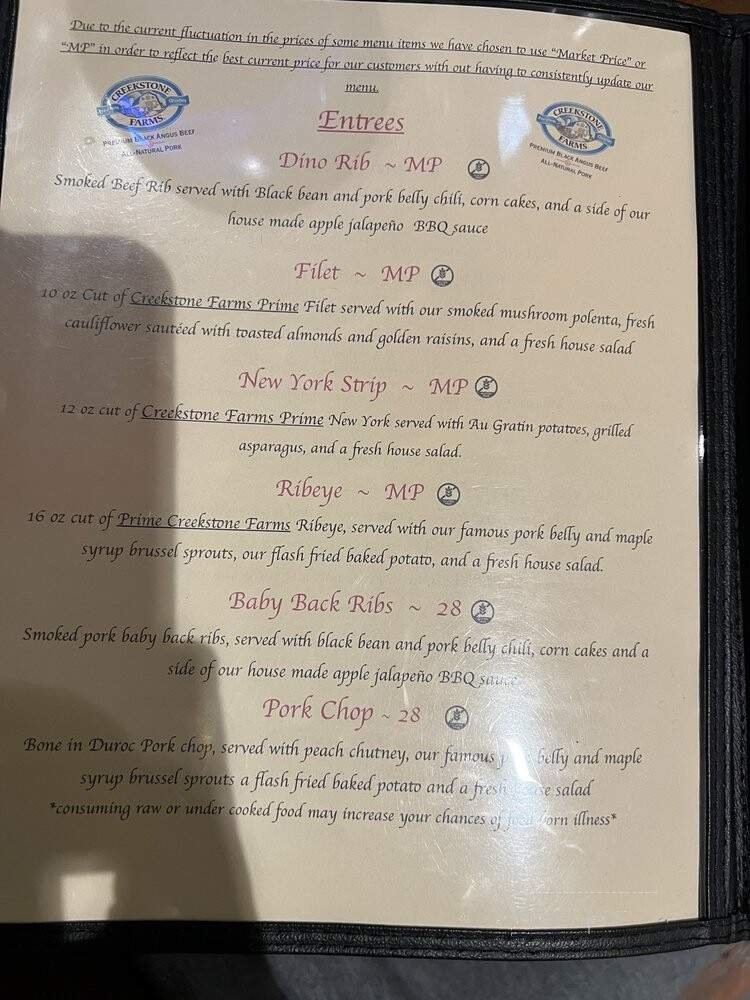 Due to the current fluctuation in the prices of some menu items we have chosen to use "Market Price" or
"MP" in order to reflect the best current price for our customers with out having to consistently update our
menu.
CREEKSTONE
FARMS
PREMIUM BLACK ANGUS BEEF
ALL-NATURAL PORK
CREEKSTONE
FARMS
PREMIUM BLACK ANGUS BEEF
ALL-NATURAL PORK
Entrees
Dino Rib ~ MP
Smoked Beef Rib served with Black bean and pork belly chili, corn cakes, and a side of our
house made apple jalapeño BBQ sauce
Filet ~ MP
10 oz Cut of Creekstone Farms Prime Filet served with our smoked mushroom polenta, fresh
cauliflower sautéed with toasted almonds and golden raisins, and a fresh house salad
New York Strip ~ MP
12 oz cut of Creekstone Farms Prime New York served with Au Gratin potatoes, grilled
asparagus, and a fresh house salad.
Ribeye ~ MP
16 oz cut of Prime Creekstone Farms Ribeye, served with our famous pork belly and maple
syrup brussel sprouts, our flash fried baked potato, and a fresh house salad.
Baby Back Ribs ~ 28
Smoked pork baby back ribs, served with black bean and pork belly chili, corn cakes and a
side of our house made apple jalapeño BBQ sauce
Pork Chop ~ 28
Bone in Duroc Pork chop, served with peach chutney, our famous belly and maple
syrup brussel sprouts a flash fried baked potato and a fresh house salad
*consuming raw or under cooked food may increase your chances of food born illness*